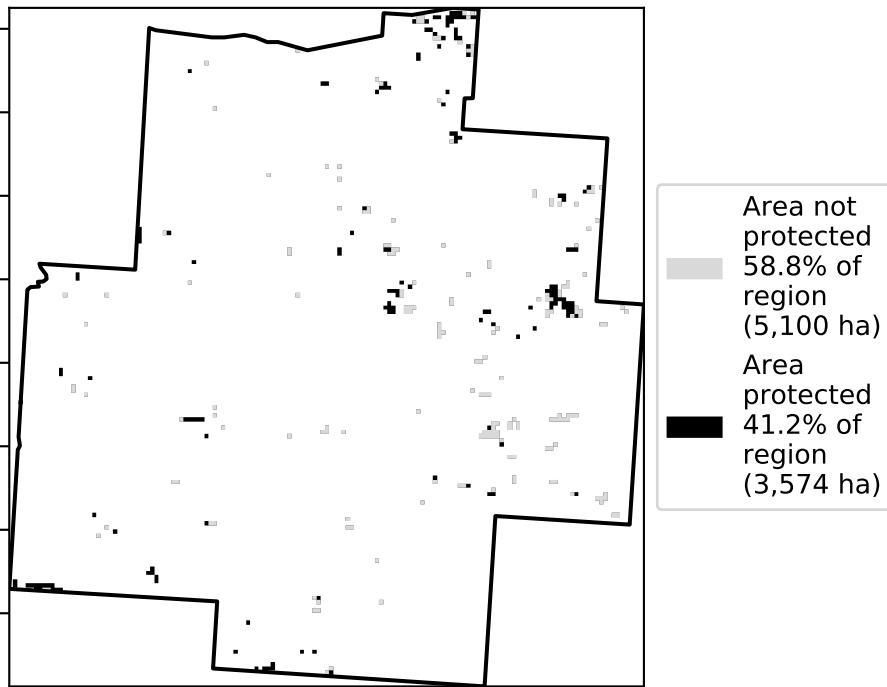 Area not
protected
58.8% of
region
(5,100 ha)
Area
protected
41.2% of
region
(3,574 ha)